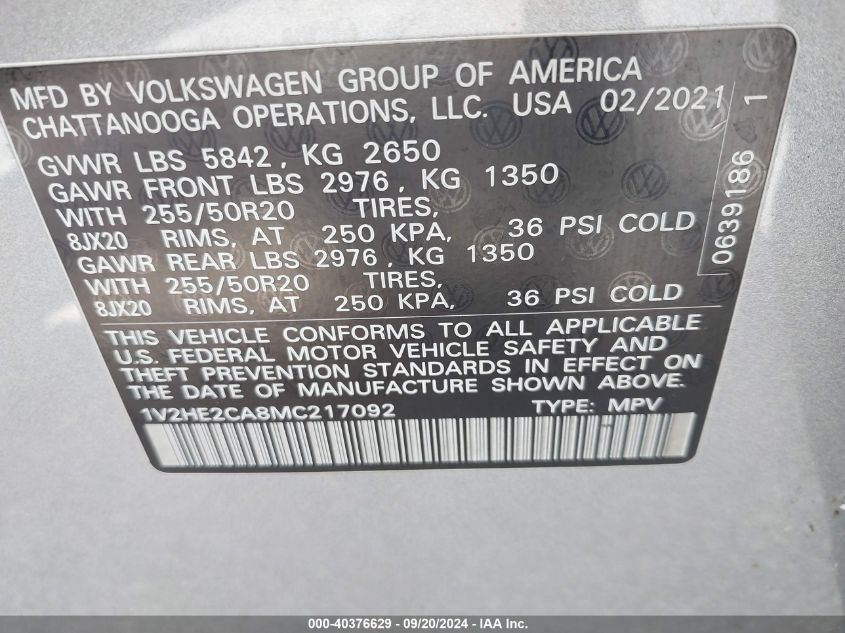 MFD BY VOLKSWAGEN GROUP OF AMERICA
CHATTANOOGA OPERATIONS, LLC. USA 02/2021
GVWR LBS 5842, KG 2650
GAWR FRONT LBS 2976, KG 1350
WITH 255/50R20 TIRES,
8JX20 RIMS, AT 250 KPA, 36 PSI COLD
GAWR REAR LBS 2976, KG 1350
WITH 255/50R20 TIRES,
8JX20 RIMS, AT 250 KPA, 36 PSI COLD
0639186 1
THIS VEHICLE CONFORMS TO ALL APPLICABLE
U.S. FEDERAL MOTOR VEHICLE SAFETY AND
THEFT PREVENTION STANDARDS IN EFFECT ON
THE DATE OF MANUFACTURE SHOWN ABOVE.
1V2HE2CA8MC217092 TYPE: MPV
000-40376629 - 09/20/2024 - IAA Inc.